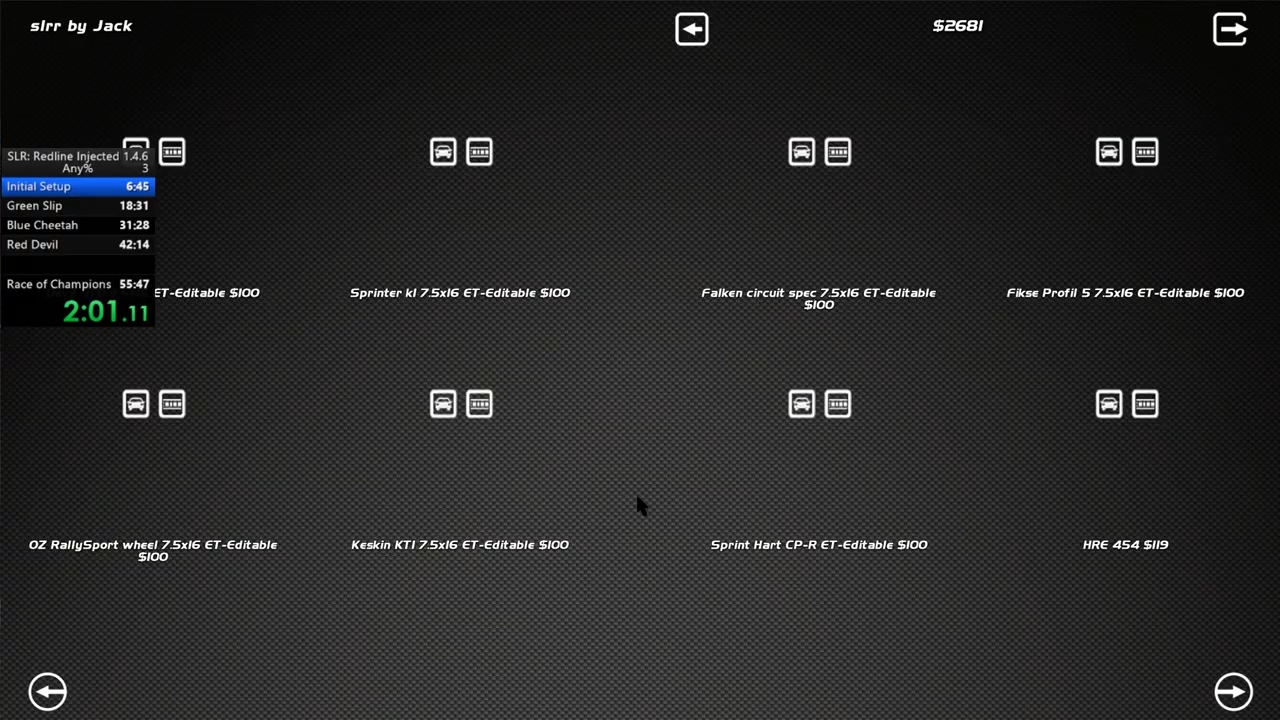 slrr by Jack
$2681
SLR: Redline Injected 1.4.6
Any% 3
Initial Setup 6:45
Green Slip 18:31
Blue Cheetah 31:28
Red Devil 42:14
Race of Champions 55:47
2:01.11
ET-Editable $100
Sprinter k1 7.5x16 ET-Editable $100
Falken circuit spec 7.5x16 ET-Editable
$100
Fikse Profil 5 7.5x16 ET-Editable $100
OZ RallySport wheel 7.5x16 ET-Editable
$100
Keskin KT1 7.5x16 ET-Editable $100
Sprint Hart CP-R ET-Editable $100
HRE 454 $119